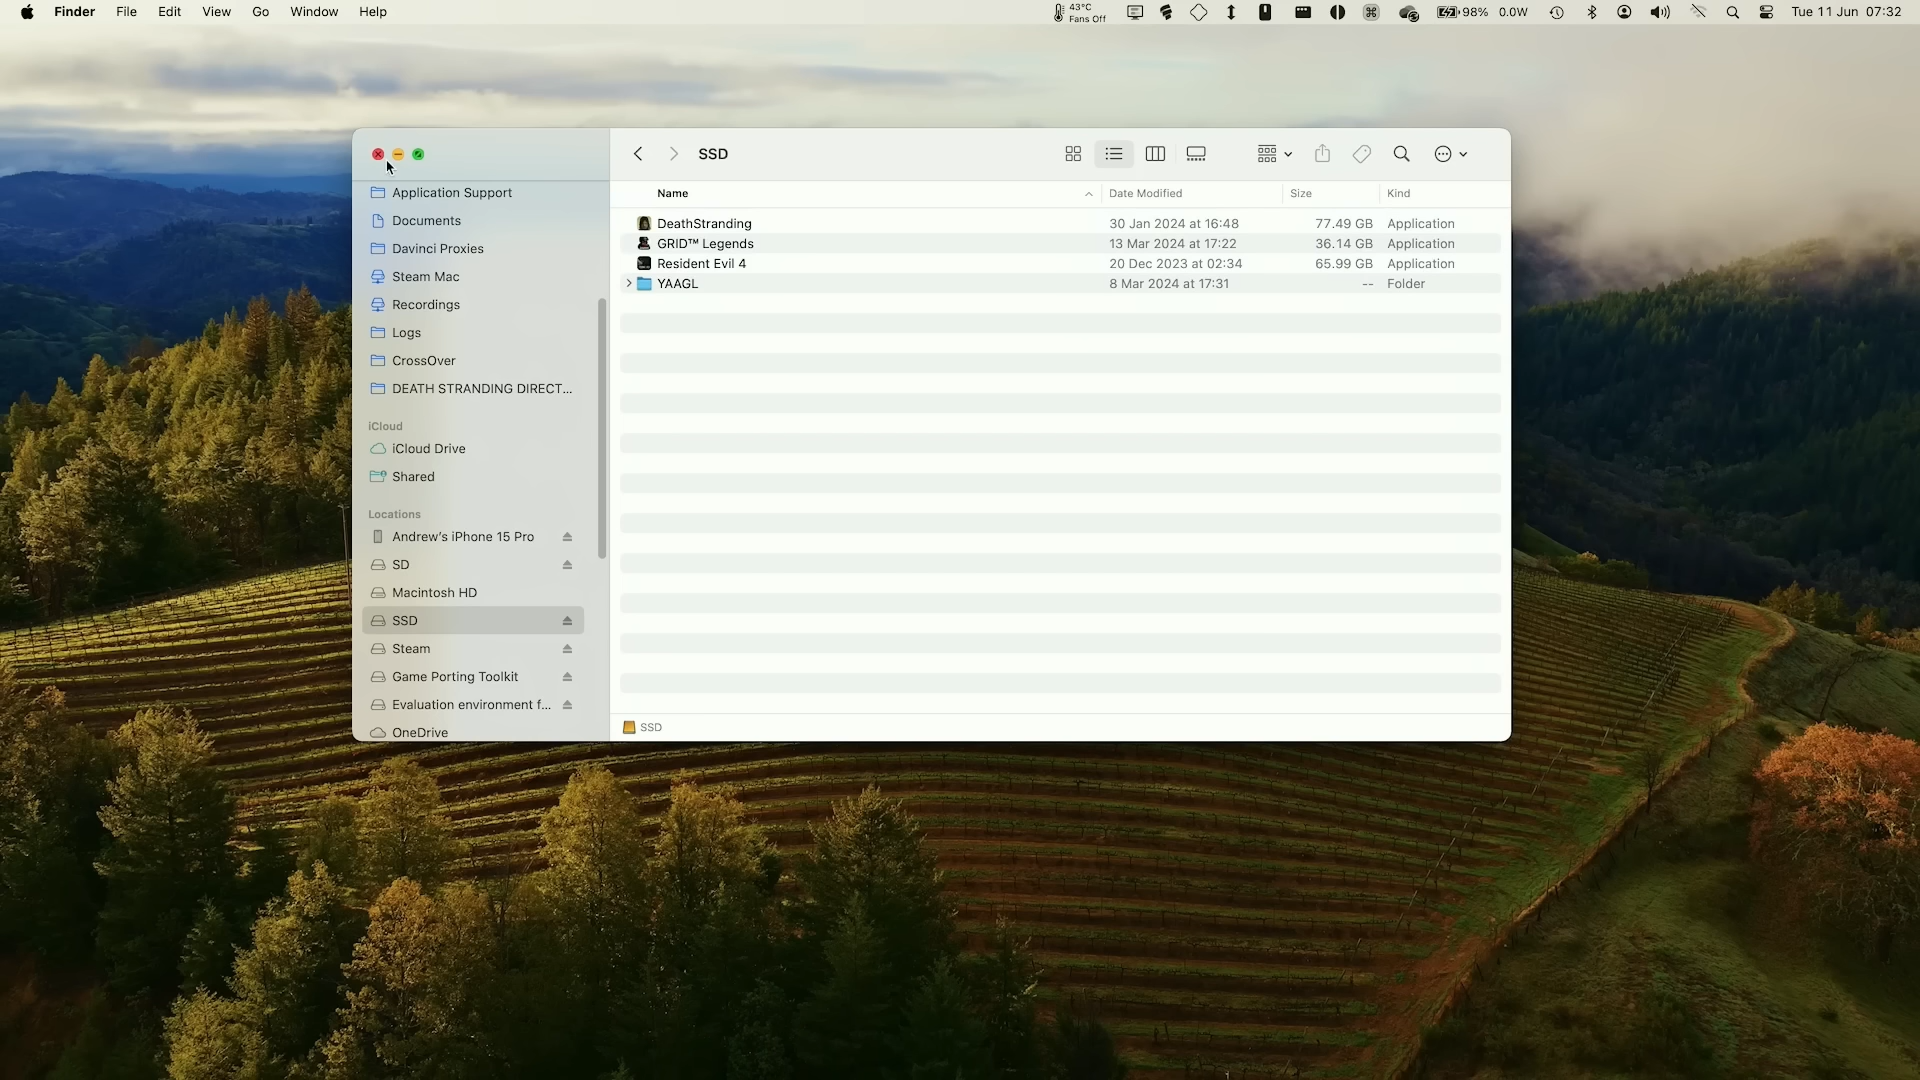 Finder File Edit View Go Window Help
43°C
Fans Off
98% 0.0W Tue 11 Jun 07:32
SSD
Application Support
Documents
Davinci Proxies
Steam Mac
Recordings
Logs
CrossOver
DEATH STRANDING DIRECT...
iCloud
iCloud Drive
Shared
Locations
Andrew's iPhone 15 Pro
SD
Macintosh HD
SSD
Steam
Game Porting Toolkit
Evaluation environment f...
OneDrive
Name Date Modified Size Kind
DeathStranding 30 Jan 2024 at 16:48 77.49 GB Application
GRID™ Legends 13 Mar 2024 at 17:22 36.14 GB Application
Resident Evil 4 20 Dec 2023 at 02:34 65.99 GB Application
YAAGL 8 Mar 2024 at 17:31 -- Folder
SSD